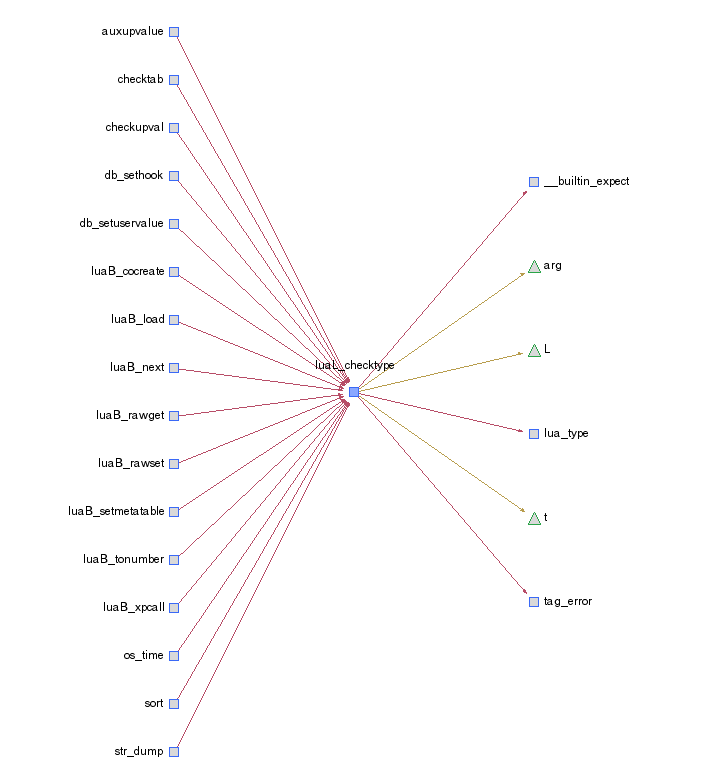 auxupvalue
checktab
checkupval
db_sethook
db_setuservalue
luaB_cocreate
luaB_load
luaB_next
luaB_rawget
luaB_rawset
luaB_setmetatable
luaB_tonumber
luaB_xpcall
os_time
sort
str_dump
luaL_checktype
__builtin_expect
arg
L
lua_type
t
tag_error